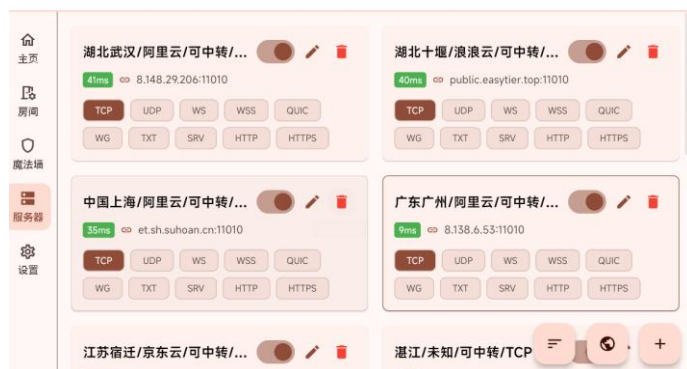 主页
房间
魔法墙
服务器
设置
湖北武汉/阿里云/可中转/...
41ms 8.148.29.206:11010
TCP UDP WS WSS QUIC
WG TXT SRV HTTP HTTPS
湖北十堰/浪浪云/可中转/...
40ms public.easytier.top:11010
TCP UDP WS WSS QUIC
WG TXT SRV HTTP HTTPS
中国上海/阿里云/可中转/...
35ms et.sh.suhoan.cn:11010
TCP UDP WS WSS QUIC
WG TXT SRV HTTP HTTPS
广东广州/阿里云/可中转/...
9ms 8.138.6.53:11010
TCP UDP WS WSS QUIC
WG TXT SRV HTTP HTTPS
江苏宿迁/京东云/可中转/...
湛江/未知/可中转/TCP